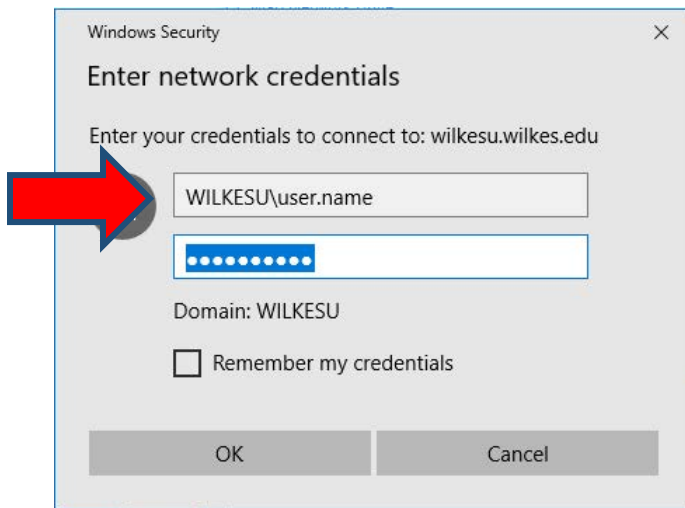 Windows Security
Enter network credentials
Enter your credentials to connect to: wilkesu.wilkes.edu
WILKESU\user.name
●●●●●●●●●●
Domain: WILKESU
Remember my credentials
OK
Cancel